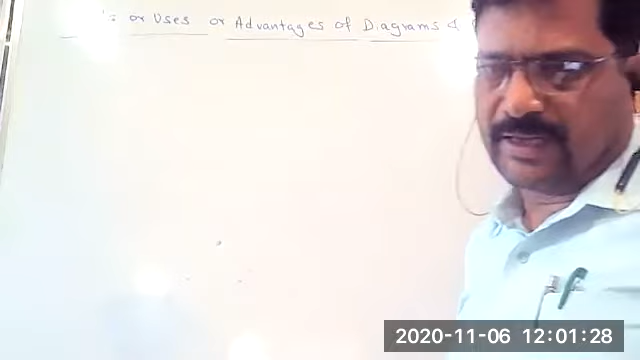 or Uses or Advantages of Diagrams &
2020-11-06 12:01:28